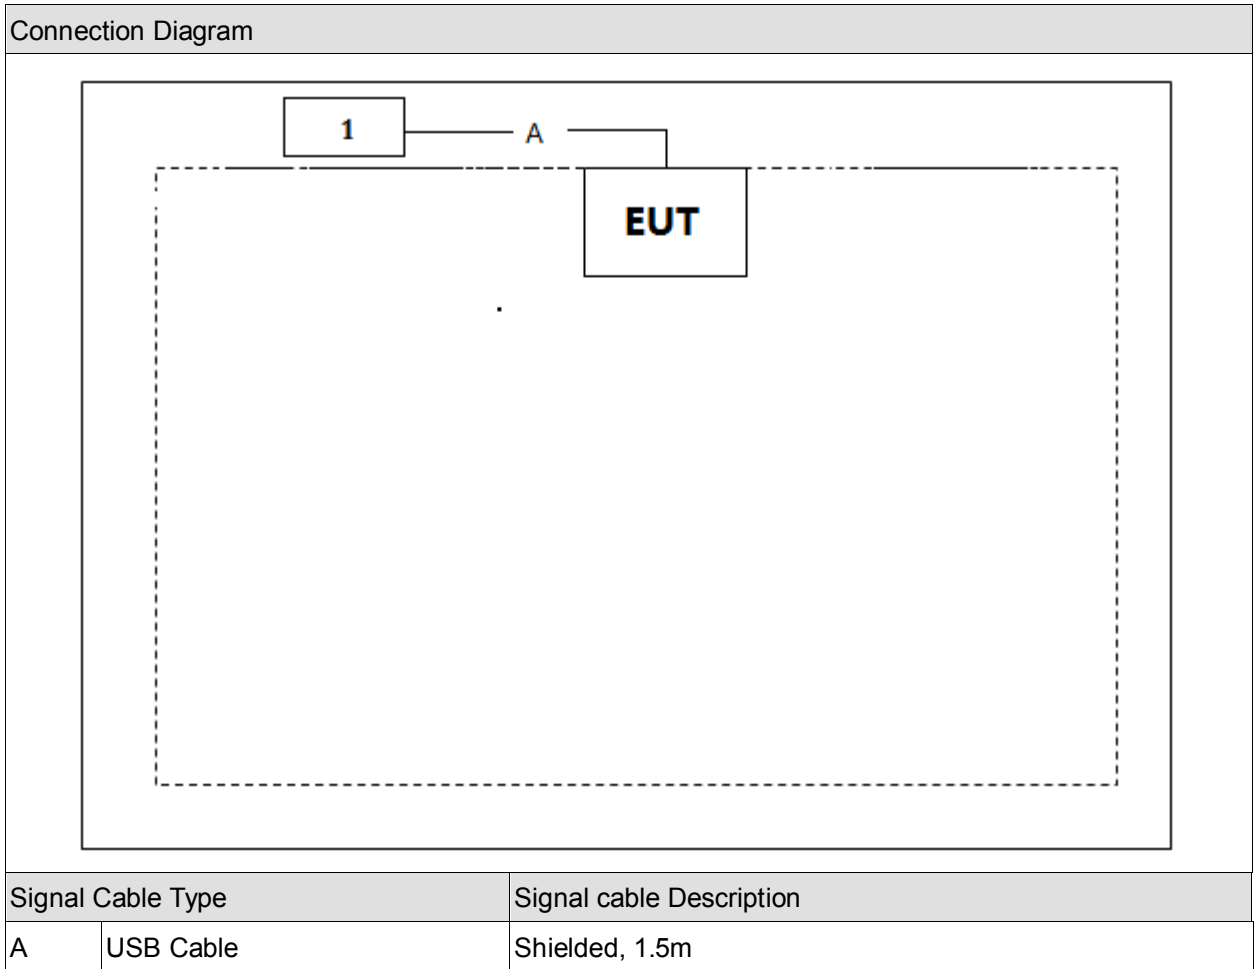 Connection Diagram
1
A
EUT
Signal Cable Type Signal cable Description
A USB Cable Shielded, 1.5m